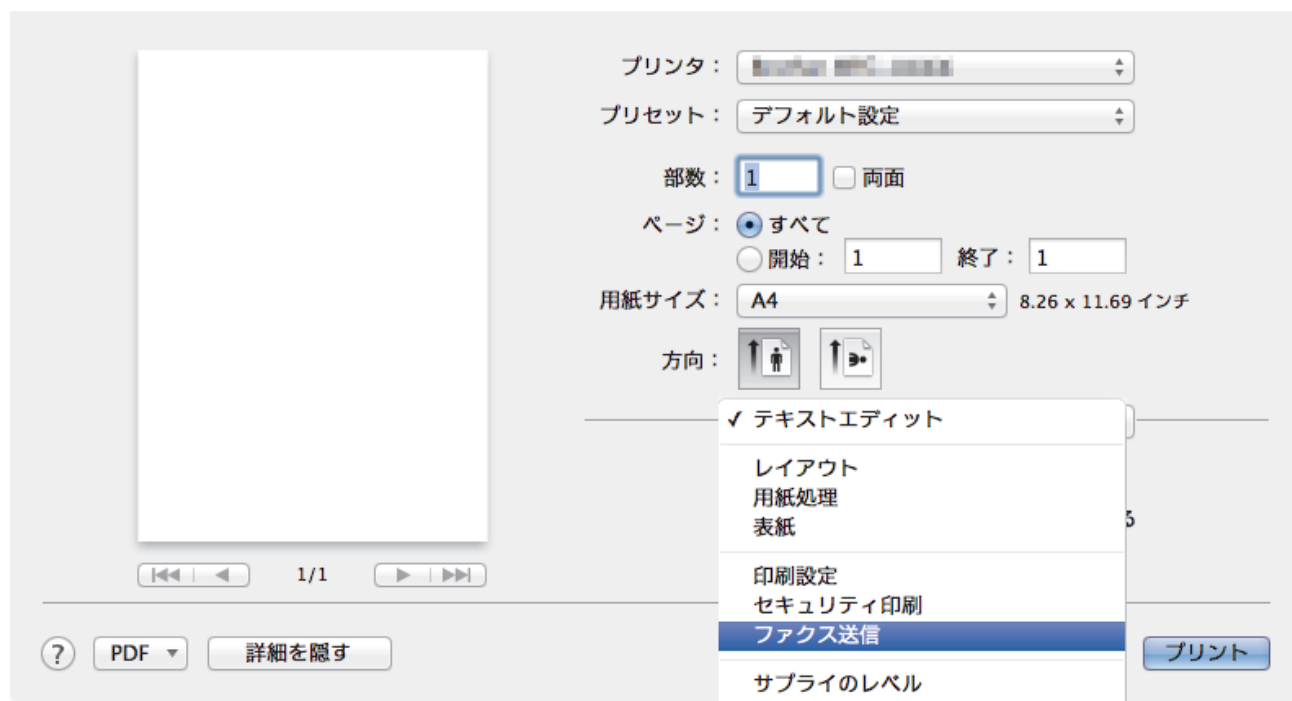 プリンタ：
プリセット： デフォルト設定
部数： 1 両面
ページ： すべて
開始： 1 終了： 1
用紙サイズ： A4 8.26 x 11.69 インチ
方向：
✓ テキストエディット
レイアウト
用紙処理
表紙
る
1/1
印刷設定
セキュリティ印刷
ファクス送信
? PDF 詳細を隠す プリント
サプライのレベル